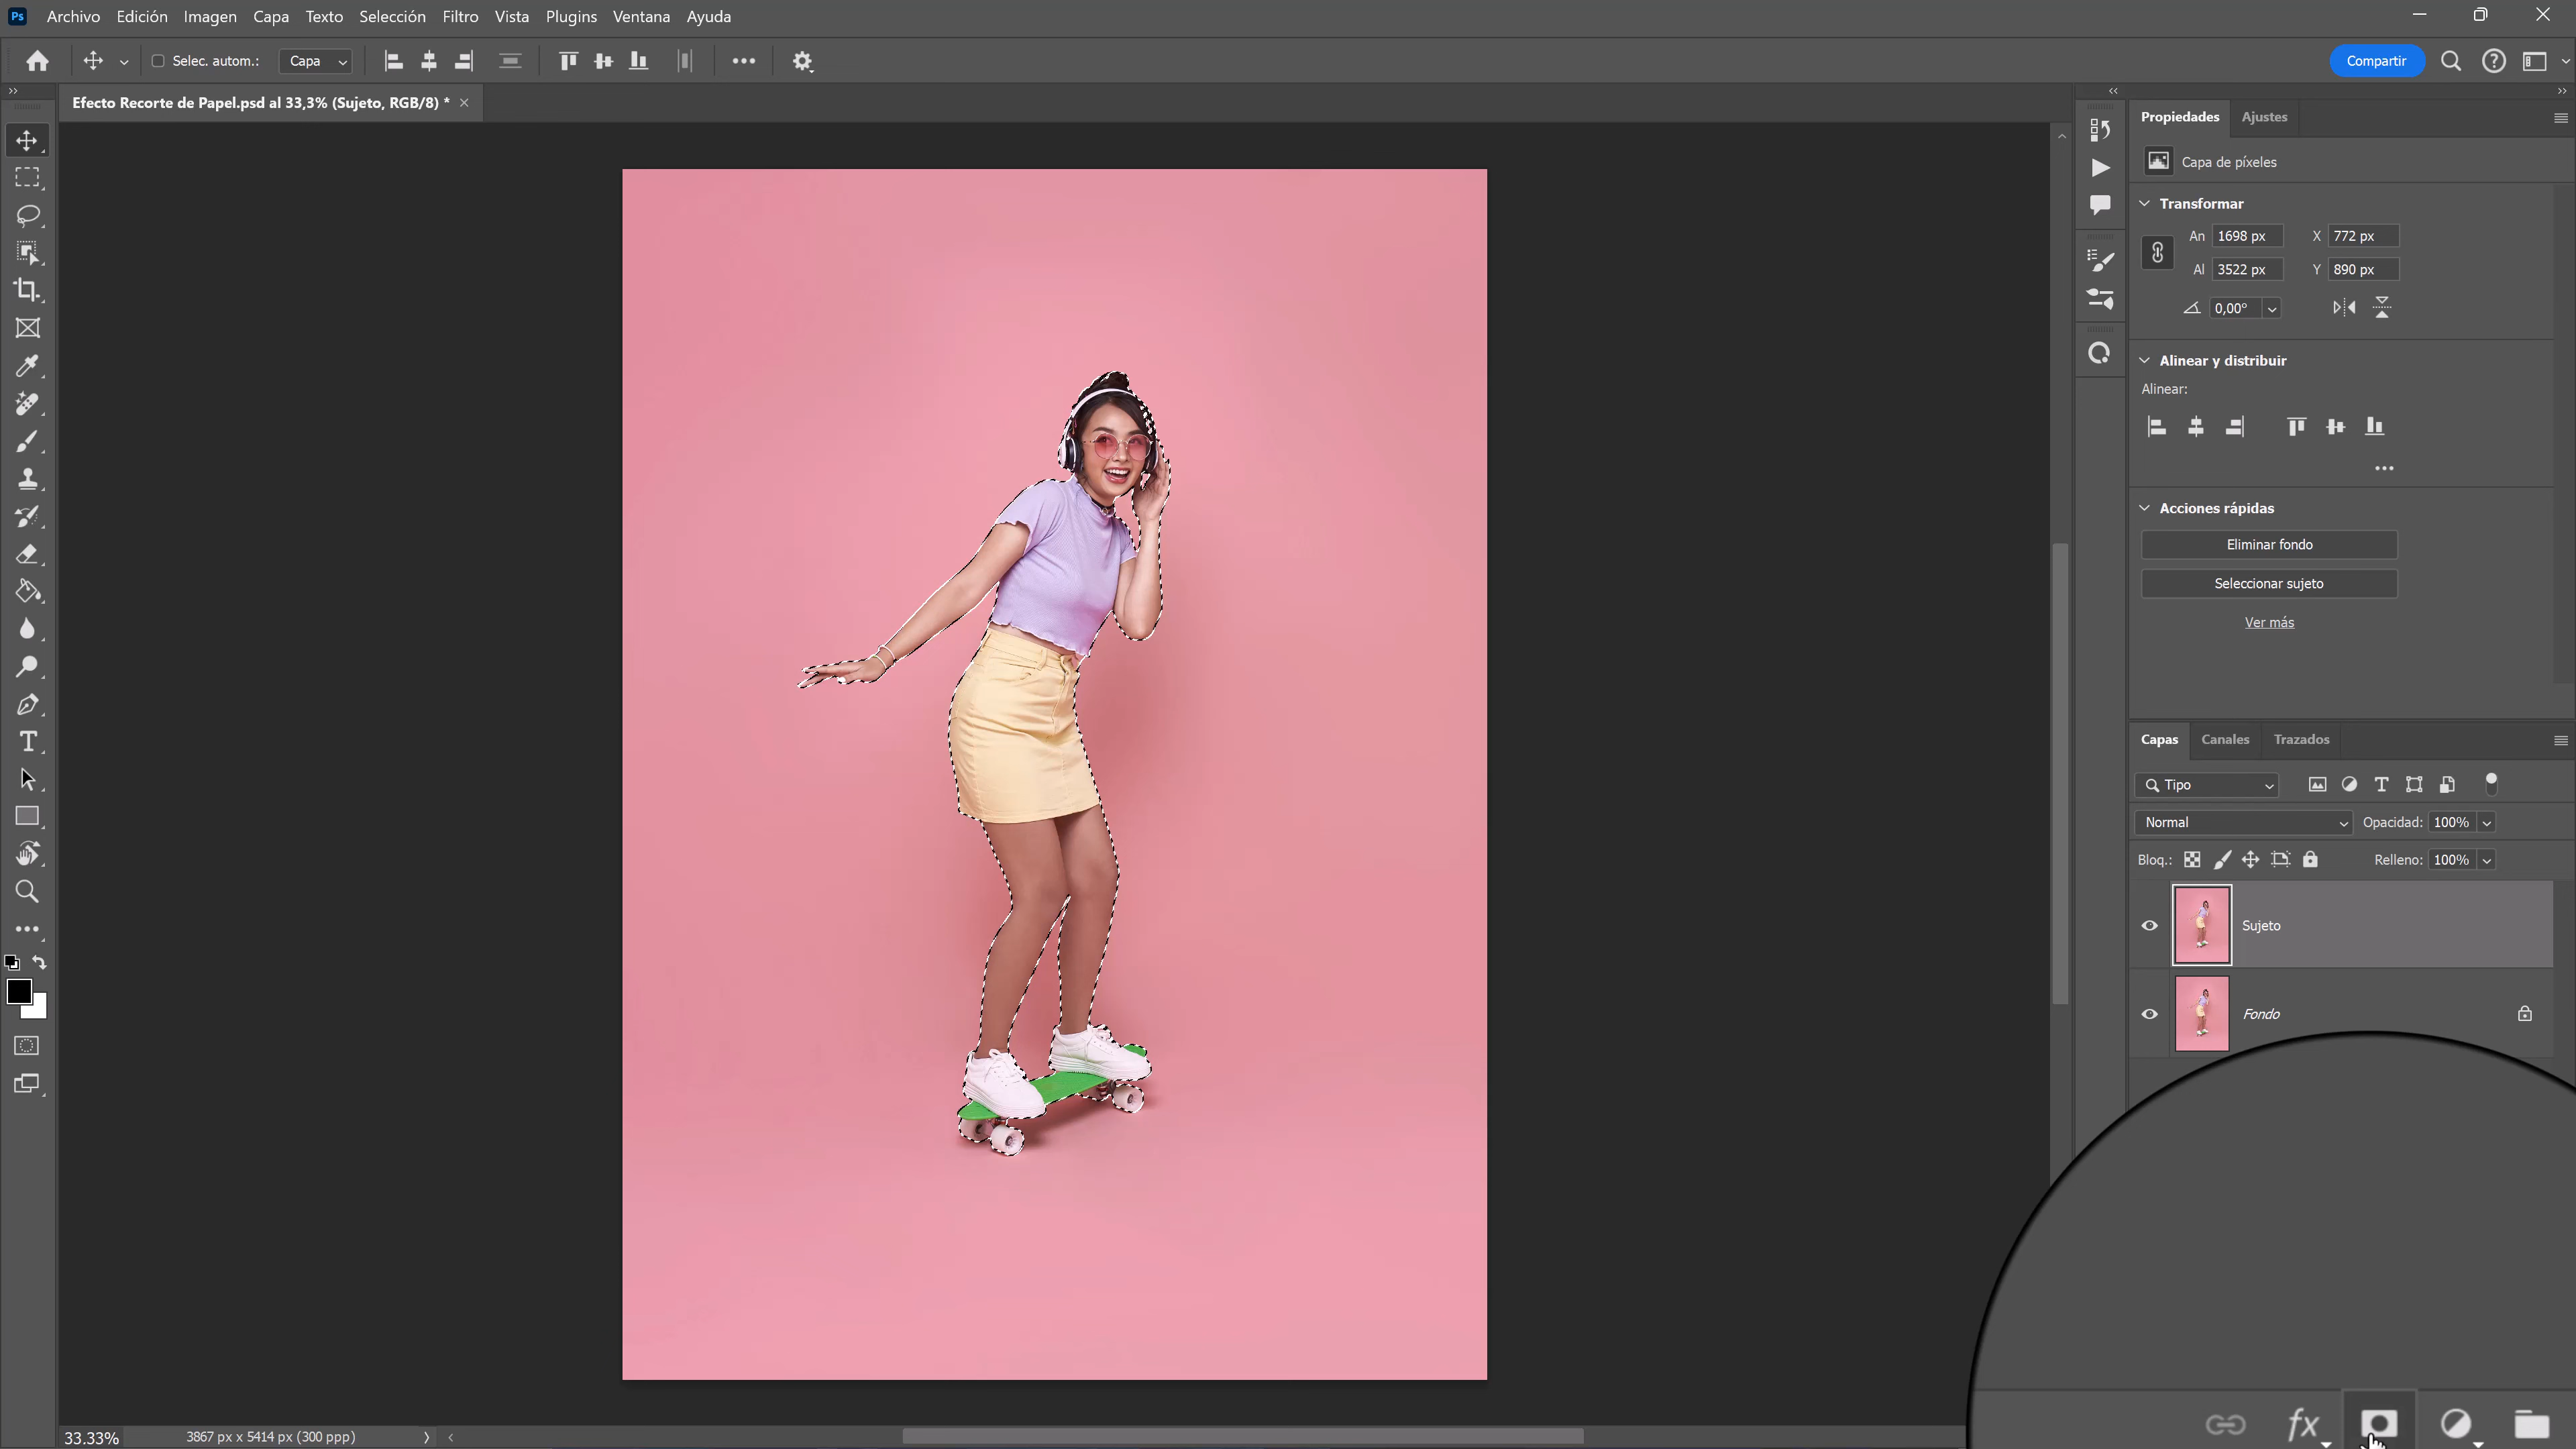 Ps Archivo Edición Imagen Capa Texto Selección Filtro Vista Plugins Ventana Ayuda
Selec. autom.: Capa Compartir
Efecto Recorte de Papel.psd al 33,3% (Sujeto, RGB/8) *
Propiedades Ajustes
Capa de píxeles
Transformar
An 1698 px X 772 px
Al 3522 px Y 890 px
0,00°
Alinear y distribuir
Alinear:
Acciones rápidas
Eliminar fondo
Seleccionar sujeto
Ver más
Capas Canales Trazados
Tipo
Normal Opacidad: 100%
Bloq.: Relleno: 100%
Sujeto
Fondo
fx
33.33% 3867 px x 5414 px (300 ppp)